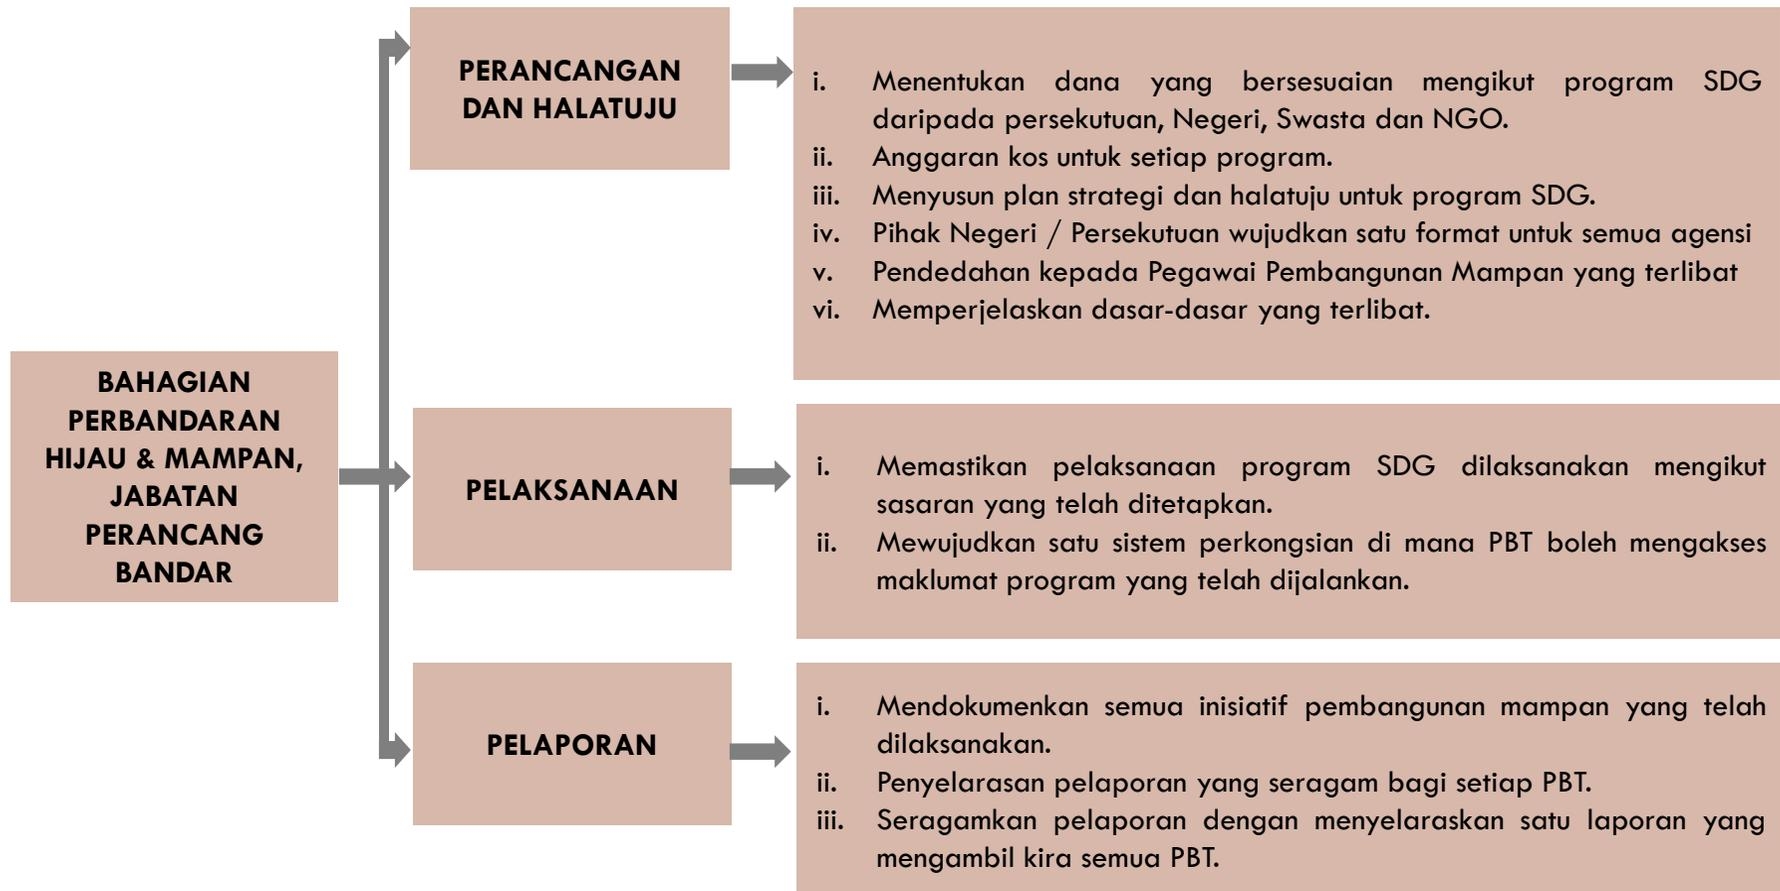 BAHAGIAN
PERBANDARAN
HIJAU & MAMPAN,
JABATAN
PERANCANG
BANDAR
PERANCANGAN
DAN HALATUJU
i. Menentukan dana yang bersesuaian mengikut program SDG
daripada persekutuan, Negeri, Swasta dan NGO.
ii. Anggaran kos untuk setiap program.
iii. Menyusun plan strategi dan halatuju untuk program SDG.
iv. Pihak Negeri / Persekutuan wujudkan satu format untuk semua agensi
v. Pendedahan kepada Pegawai Pembangunan Mampan yang terlibat
vi. Memperjelaskan dasar-dasar yang terlibat.
PELAKSANAAN
i. Memastikan pelaksanaan program SDG dilaksanakan mengikut
sasaran yang telah ditetapkan.
ii. Mewujudkan satu sistem perkongsian di mana PBT boleh mengakses
maklumat program yang telah dijalankan.
PELAPORAN
i. Mendokumenkan semua inisiatif pembangunan mampan yang telah
dilaksanakan.
ii. Penyelarasan pelaporan yang seragam bagi setiap PBT.
iii. Seragamkan pelaporan dengan menyelaraskan satu laporan yang
mengambil kira semua PBT.